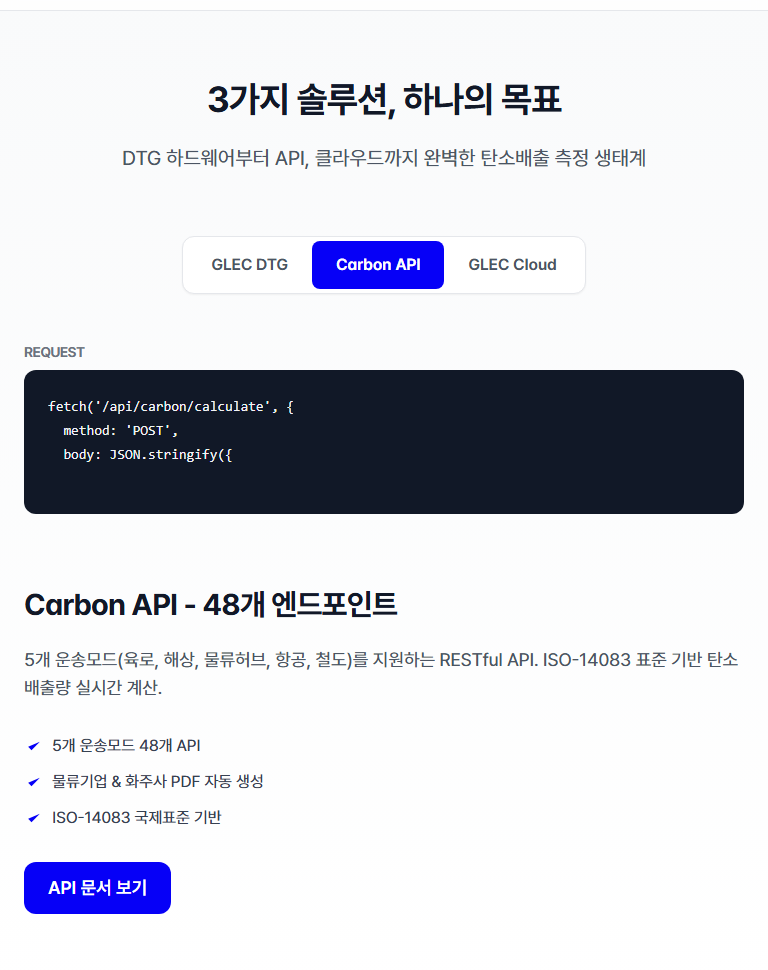 3가지 솔루션, 하나의 목표
DTG 하드웨어부터 API, 클라우드까지 완벽한 탄소배출 측정 생태계
GLEC DTG
Carbon API
GLEC Cloud
REQUEST
fetch('/api/carbon/calculate', {
  method: 'POST',
  body: JSON.stringify({
Carbon API - 48개 엔드포인트
5개 운송모드(육로, 해상, 물류허브, 항공, 철도)를 지원하는 RESTful API. ISO-14083 표준 기반 탄소
배출량 실시간 계산.
5개 운송모드 48개 API
물류기업 & 화주사 PDF 자동 생성
ISO-14083 국제표준 기반
API 문서 보기